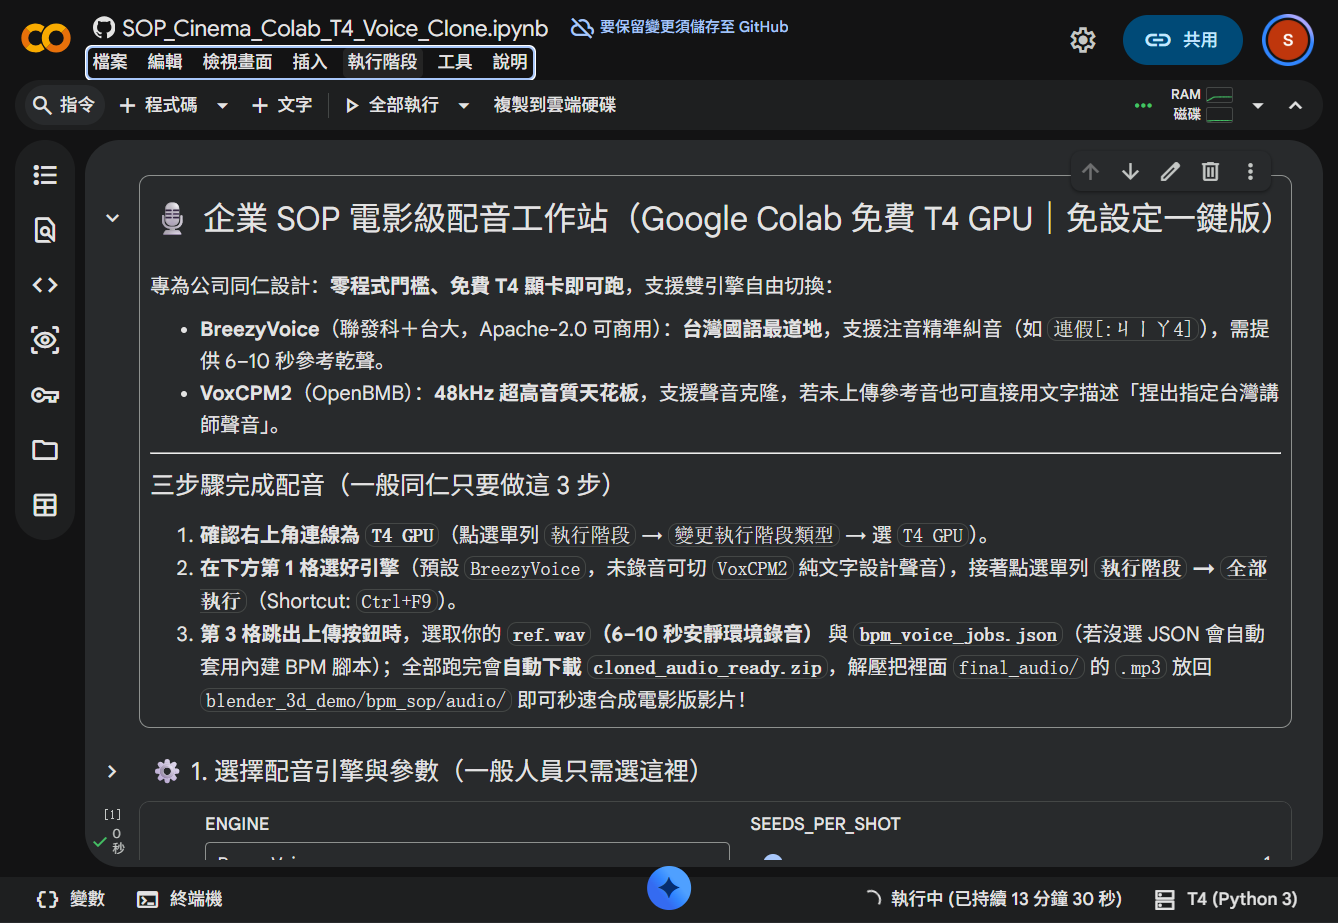 SOP_Cinema_Colab_T4_Voice_Clone.ipynb 要保留變更須儲存至 GitHub
檔案 編輯 檢視畫面 插入 執行階段 工具 說明
共用
S
指令 + 程式碼 + 文字 全部執行 複製到雲端硬碟
RAM
磁碟
企業 SOP 電影級配音工作站（Google Colab 免費 T4 GPU｜免設定一鍵版）
專為公司同仁設計：零程式門檻、免費 T4 顯卡即可跑，支援雙引擎自由切換：
• BreezyVoice（聯發科＋台大，Apache-2.0 可商用）：台灣國語最道地，支援注音精準糾音（如 連假[:ㄐㄧㄚ4]），需提
供 6–10 秒參考乾聲。
• VoxCPM2（OpenBMB）：48kHz 超高音質天花板，支援聲音克隆，若未上傳參考音也可直接用文字描述「捏出指定台灣講
師聲音」。
三步驟完成配音（一般同仁只要做這 3 步）
1. 確認右上角連線為 T4 GPU（點選單列 執行階段 → 變更執行階段類型 → 選 T4 GPU）。
2. 在下方第 1 格選好引擎（預設 BreezyVoice，未錄音可切 VoxCPM2 純文字設計聲音），接著點選單列 執行階段 → 全部
執行（Shortcut: Ctrl+F9）。
3. 第 3 格跳出上傳按鈕時，選取你的 ref.wav（6–10 秒安靜環境錄音） 與 bpm_voice_jobs.json（若沒選 JSON 會自動
套用內建 BPM 腳本）；全部跑完會自動下載 cloned_audio_ready.zip，解壓把裡面 final_audio/ 的 .mp3 放回
blender_3d_demo/bpm_sop/audio/ 即可秒速合成電影版影片！
1. 選擇配音引擎與參數（一般人員只需選這裡）
[1]
0
秒
ENGINE SEEDS_PER_SHOT
變數 終端機 執行中 (已持續 13 分鐘 30 秒) T4 (Python 3)